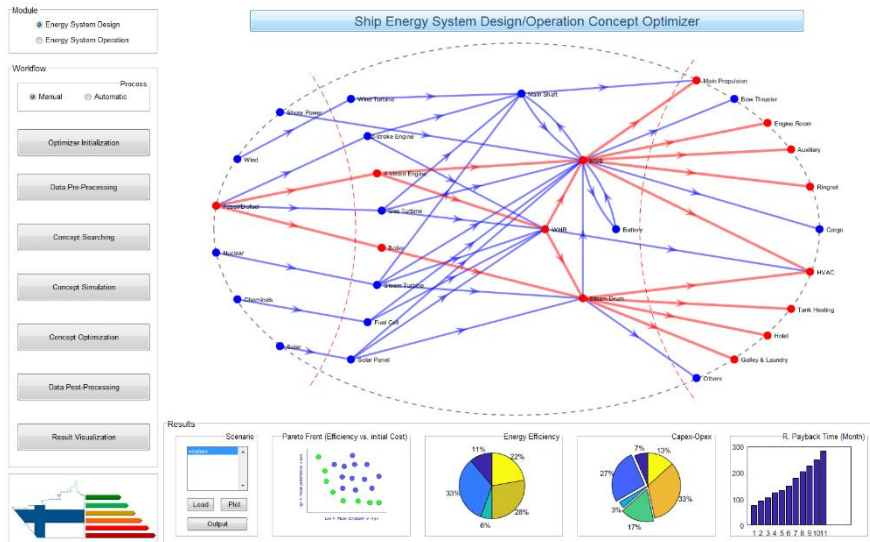 Module
Energy System Design
Energy System Operation
Workflow
Process
Manual
Automatic
Optimizer Initialization
Data Pre-Processing
Concept Searching
Concept Simulation
Concept Optimization
Data Post-Processing
Result Visualization
Ship Energy System Design/Operation Concept Optimizer
Main Propulsion
Wind Turbine
Main Shaft
Bow Thruster
Shore Power
Engine Room
Auxiliary
Wind
Ringnet
Gas Turbine
Battery
WHR
Cargo
Nuclear
HVAC
Steam Turbine
Steam Drum
Chemicals
Tank Heating
Fuel Cell
Hotel
Solar
Solar Panel
Galley & Laundry
Others
Results
Scenario
<none>
Load
Plot
Output
Pareto Front (Efficiency vs. initial Cost)
Energy Efficiency
11%
22%
33%
28%
6%
Capex-Opex
7%
13%
27%
33%
3%
17%
R. Payback Time (Month)
300
200
100
0
1 2 3 4 5 6 7 8 9 10 11